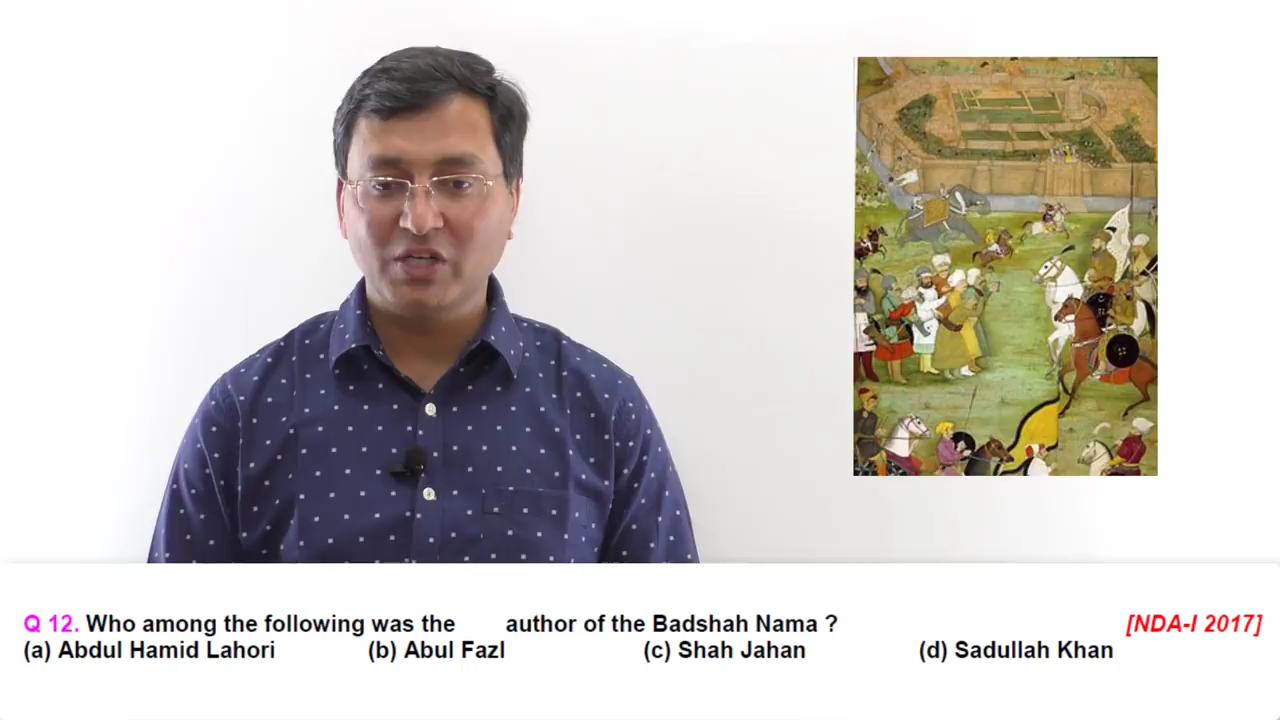 Q 12. Who among the following was the author of the Badshah Nama ? [NDA-I 2017]
(a) Abdul Hamid Lahori (b) Abul Fazl (c) Shah Jahan (d) Sadullah Khan